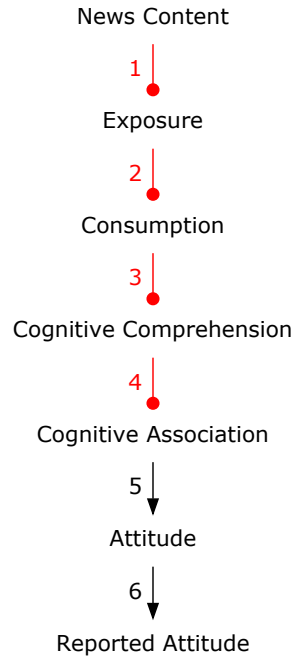 News Content
1
Exposure
2
Consumption
3
Cognitive Comprehension
4
Cognitive Association
5
Attitude
6
Reported Attitude